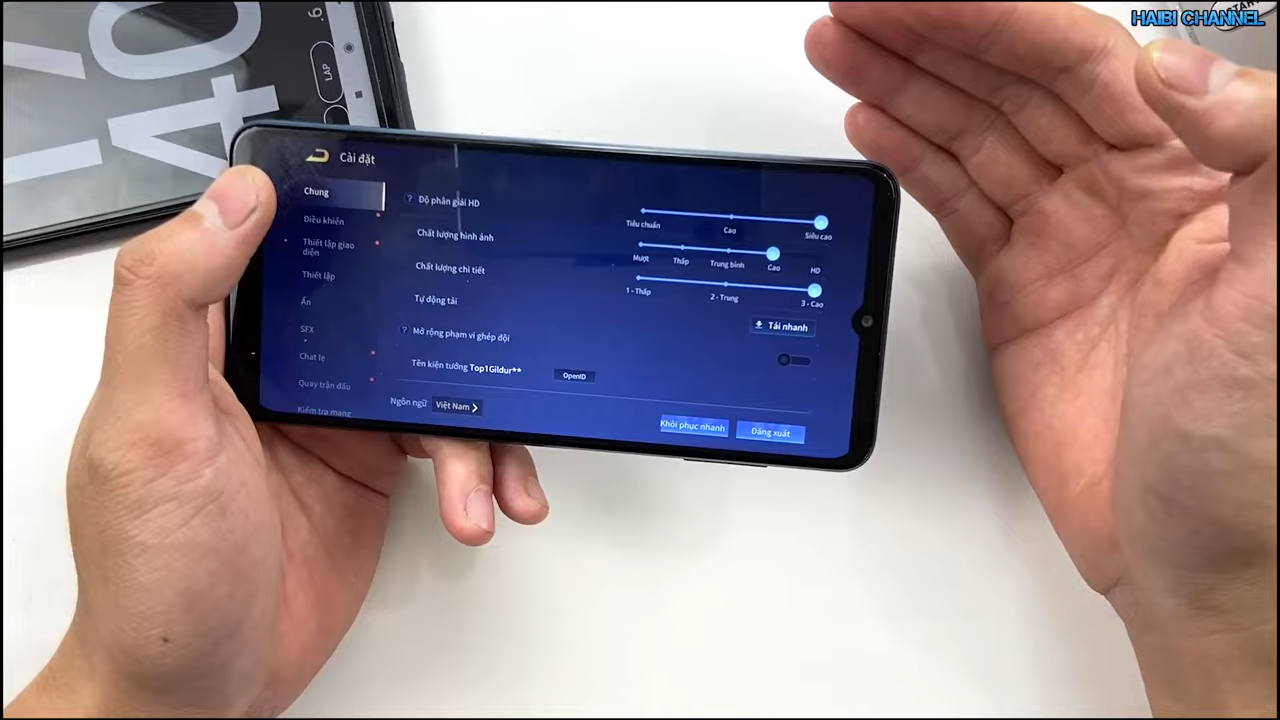 HAIBI CHANNEL
START
40
LAP
.6
Cài đặt
Chung
Điều khiển
Thiết lập giao
diện
Thiết lập
Ẩn
SFX
Chat lẹ
Quay trận đấu
Kiểm tra mạng
Độ phân giải HD
Tiêu chuẩn Cao Siêu cao
Chất lượng hình ảnh
Mượt Thấp Trung bình Cao HD
Chất lượng chi tiết
1 - Thấp 2 - Trung 3 - Cao
Tự động tải
Tải nhanh
Mở rộng phạm vi ghép đội
Tên kiện tướng Top1Gildur** OpenID
Ngôn ngữ Việt Nam
Khôi phục nhanh Đăng xuất